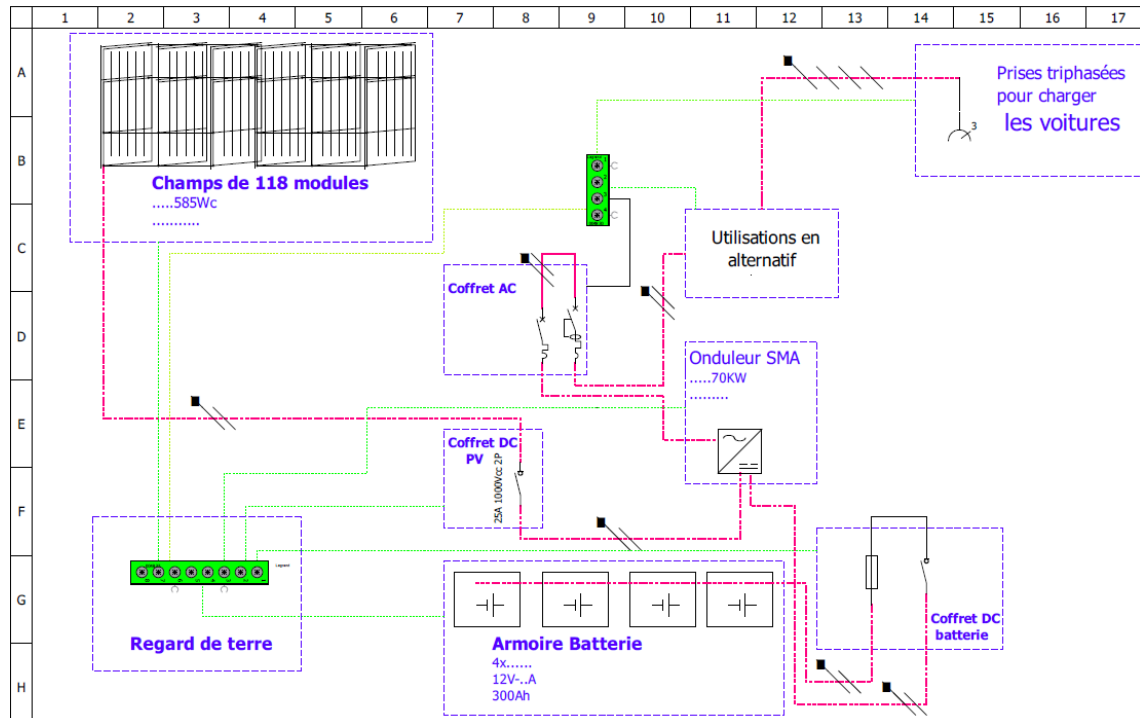 1 2 3 4 5 6 7 8 9 10 11 12 13 14 15 16 17
A
B
C
D
E
F
G
H
Champs de 118 modules
.....585Wc
...........
Prises triphasées
pour charger
les voitures
3
Utilisations en
alternatif
Coffret AC
Onduleur SMA
.....70KW
.........
Coffret DC
PV
25A 1000Vcc 2P
Legrand
Regard de terre
Armoire Batterie
4x......
12V-..A
300Ah
Coffret DC
batterie